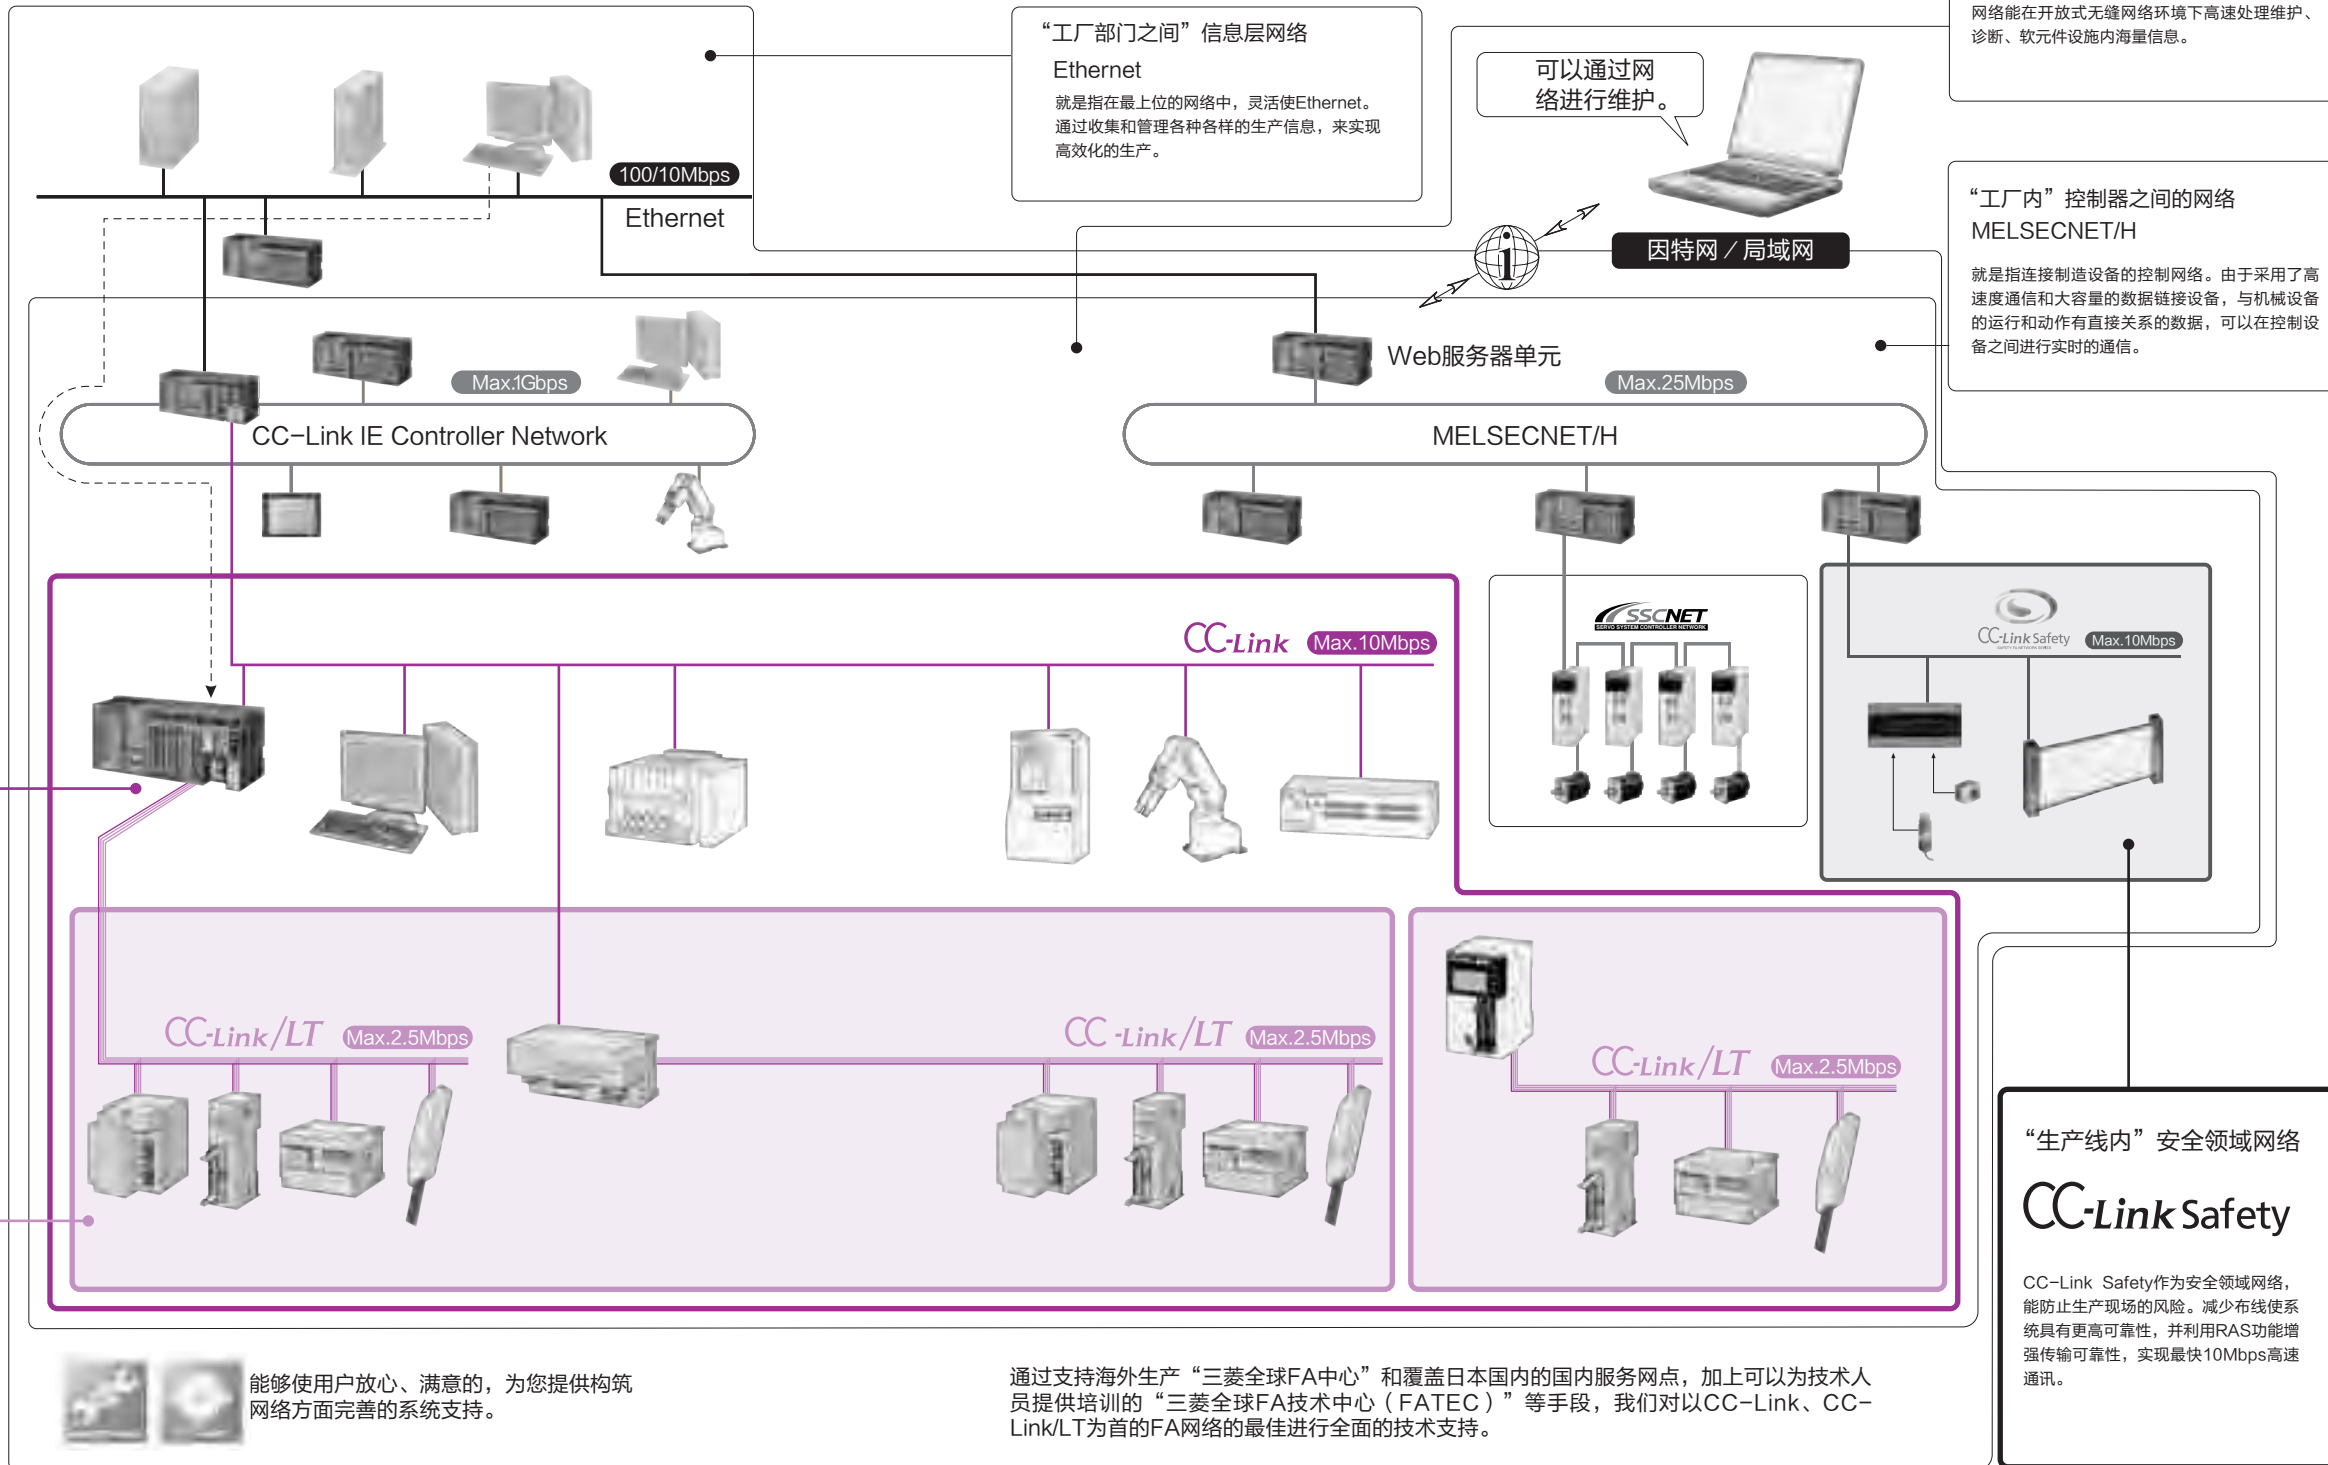 网络能在开放式无缝网络环境下高速处理维护、
诊断、软元件设施内海量信息。
“工厂部门之间”信息层网络
Ethernet
就是指在最上位的网络中，灵活使Ethernet。
通过收集和管理各种各样的生产信息，来实现
高效化的生产。
可以通过网
络进行维护。
100/10Mbps
Ethernet
因特网／局域网
“工厂内”控制器之间的网络
MELSECNET/H
就是指连接制造设备的控制网络。由于采用了高
速度通信和大容量的数据链接设备，与机械设备
的运行和动作有直接关系的数据，可以在控制设
备之间进行实时的通信。
Web服务器单元
Max.1Gbps
Max.25Mbps
CC-Link IE Controller Network
MELSECNET/H
SSCNET
SERVO SYSTEM CONTROLLER NETWORK
CC-Link Safety
Max.10Mbps
CC-Link
Max.10Mbps
CC-Link/LT
Max.2.5Mbps
CC-Link/LT
Max.2.5Mbps
CC-Link/LT
Max.2.5Mbps
“生产线内”安全领域网络
CC-Link Safety
CC-Link Safety作为安全领域网络，
能防止生产现场的风险。减少布线使系
统具有更高可靠性，并利用RAS功能增
强传输可靠性，实现最快10Mbps高速
通讯。
能够使用户放心、满意的，为您提供构筑
网络方面完善的系统支持。
通过支持海外生产“三菱全球FA中心”和覆盖日本国内的国内服务网点，加上可以为技术人
员提供培训的“三菱全球FA技术中心（FATEC）”等手段，我们对以CC-Link、CC-
Link/LT为首的FA网络的最佳进行全面的技术支持。